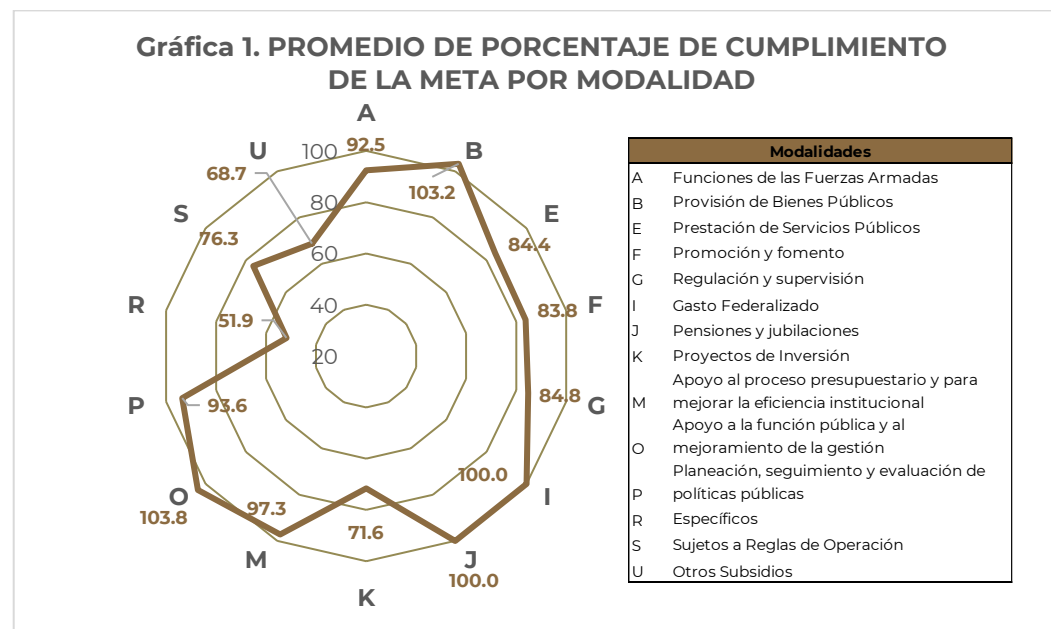 Gráfica 1. PROMEDIO DE PORCENTAJE DE CUMPLIMIENTO
DE LA META POR MODALIDAD
A
92.5
B
103.2
E
84.4
F
83.8
G
84.8
I
100.0
J
100.0
K
71.6
M
97.3
O
103.8
P
93.6
R
51.9
S
76.3
U
68.7
100
80
60
40
20
Modalidades
A Funciones de las Fuerzas Armadas
B Provisión de Bienes Públicos
E Prestación de Servicios Públicos
F Promoción y fomento
G Regulación y supervisión
I Gasto Federalizado
J Pensiones y jubilaciones
K Proyectos de Inversión
Apoyo al proceso presupuestario y para
M mejorar la eficiencia institucional
Apoyo a la función pública y al
O mejoramiento de la gestión
Planeación, seguimiento y evaluación de
P políticas públicas
R Específicos
S Sujetos a Reglas de Operación
U Otros Subsidios